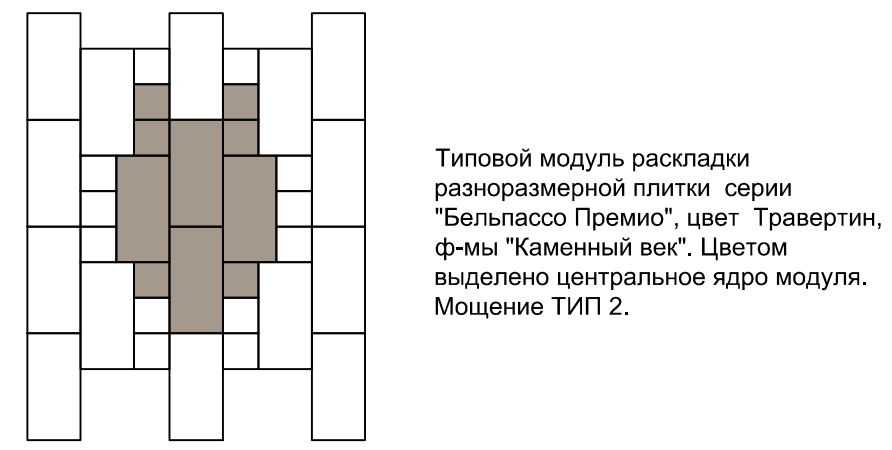 Типовой модуль раскладки
разноразмерной плитки серии
"Бельпассо Премио", цвет Травертин,
ф-мы "Каменный век". Цветом
выделено центральное ядро модуля.
Мощение ТИП 2.